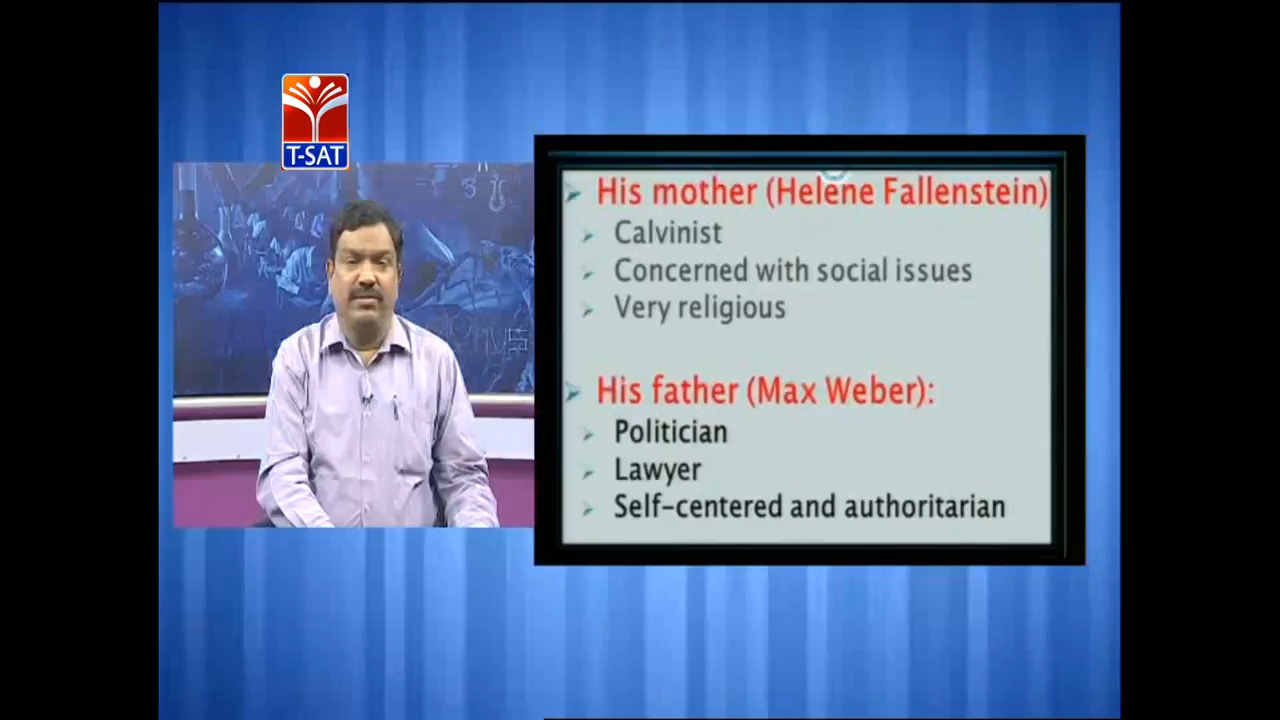 T-SAT
His mother (Helene Fallenstein)
Calvinist
Concerned with social issues
Very religious
His father (Max Weber):
Politician
Lawyer
Self-centered and authoritarian